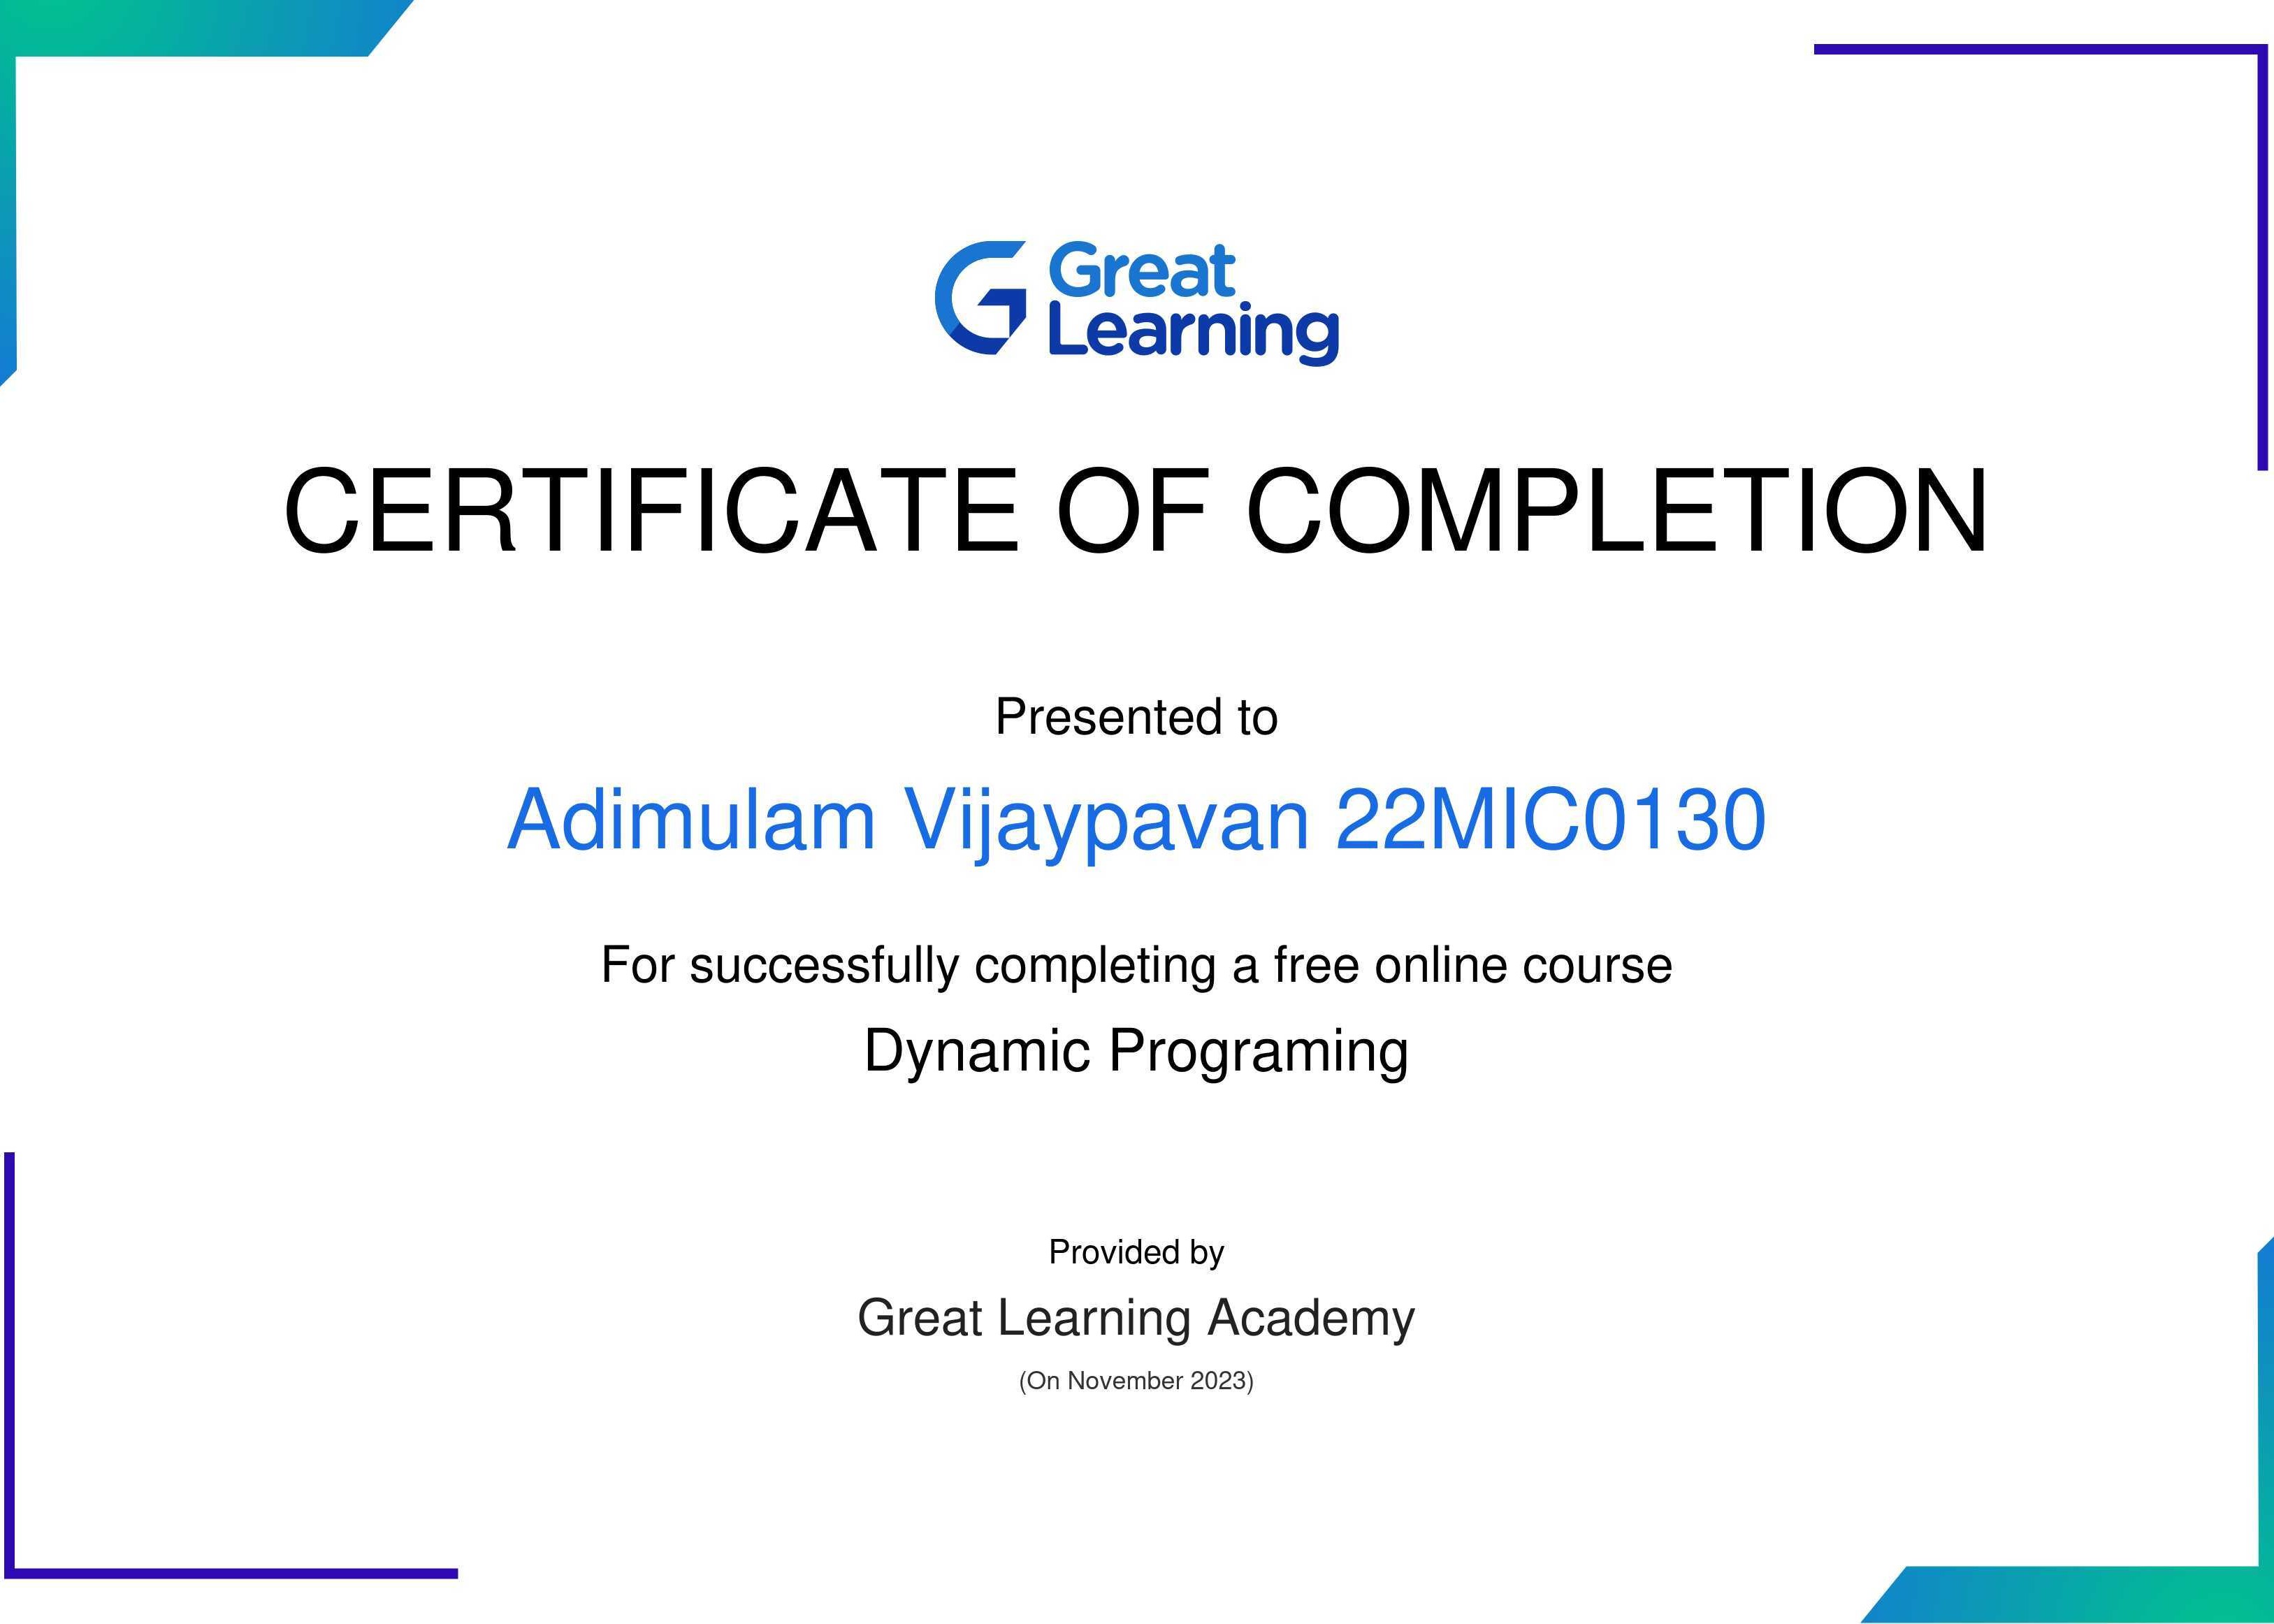 Great
Learning
CERTIFICATE OF COMPLETION
Presented to
Adimulam Vijaypavan 22MIC0130
For successfully completing a free online course
Dynamic Programing
Provided by
Great Learning Academy
(On November 2023)